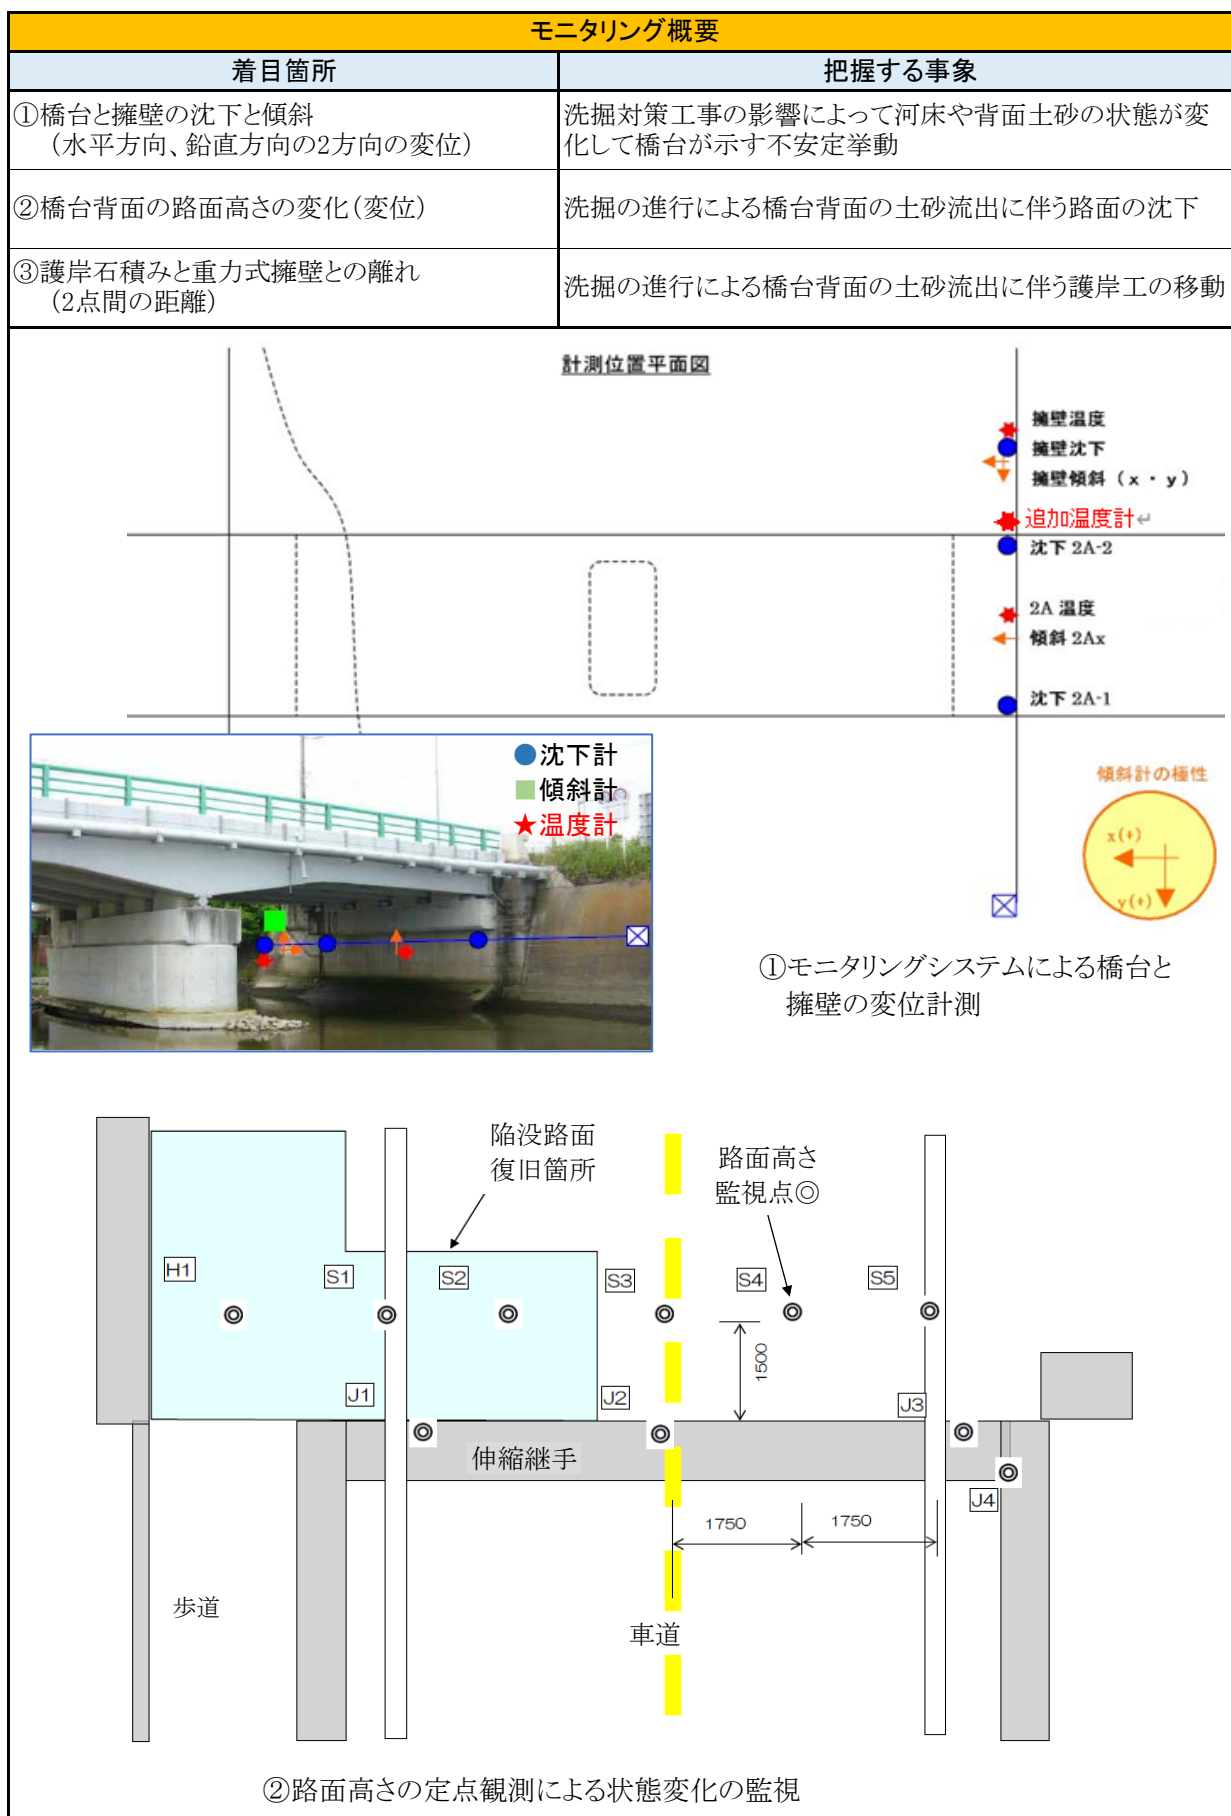 モニタリング概要
着目箇所
把握する事象
①橋台と擁壁の沈下と傾斜
（水平方向、鉛直方向の2方向の変位）
洗掘対策工事の影響によって河床や背面土砂の状態が変
化して橋台が示す不安定挙動
②橋台背面の路面高さの変化（変位）
洗掘の進行による橋台背面の土砂流出に伴う路面の沈下
③護岸石積みと重力式擁壁との離れ
（2点間の距離）
洗掘の進行による橋台背面の土砂流出に伴う護岸工の移動
計測位置平面図
擁壁温度
擁壁沈下
擁壁傾斜（x・y）
追加温度計↵
沈下 2A-2
2A 温度
傾斜 2Ax
沈下 2A-1
●沈下計
■傾斜計
★温度計
傾斜計の極性
x(+)
y(+)
①モニタリングシステムによる橋台と
擁壁の変位計測
陥没路面
復旧箇所
路面高さ
監視点◎
H1
S1
S2
S3
S4
S5
1500
J1
J2
J3
伸縮継手
J4
1750
1750
歩道
車道
②路面高さの定点観測による状態変化の監視